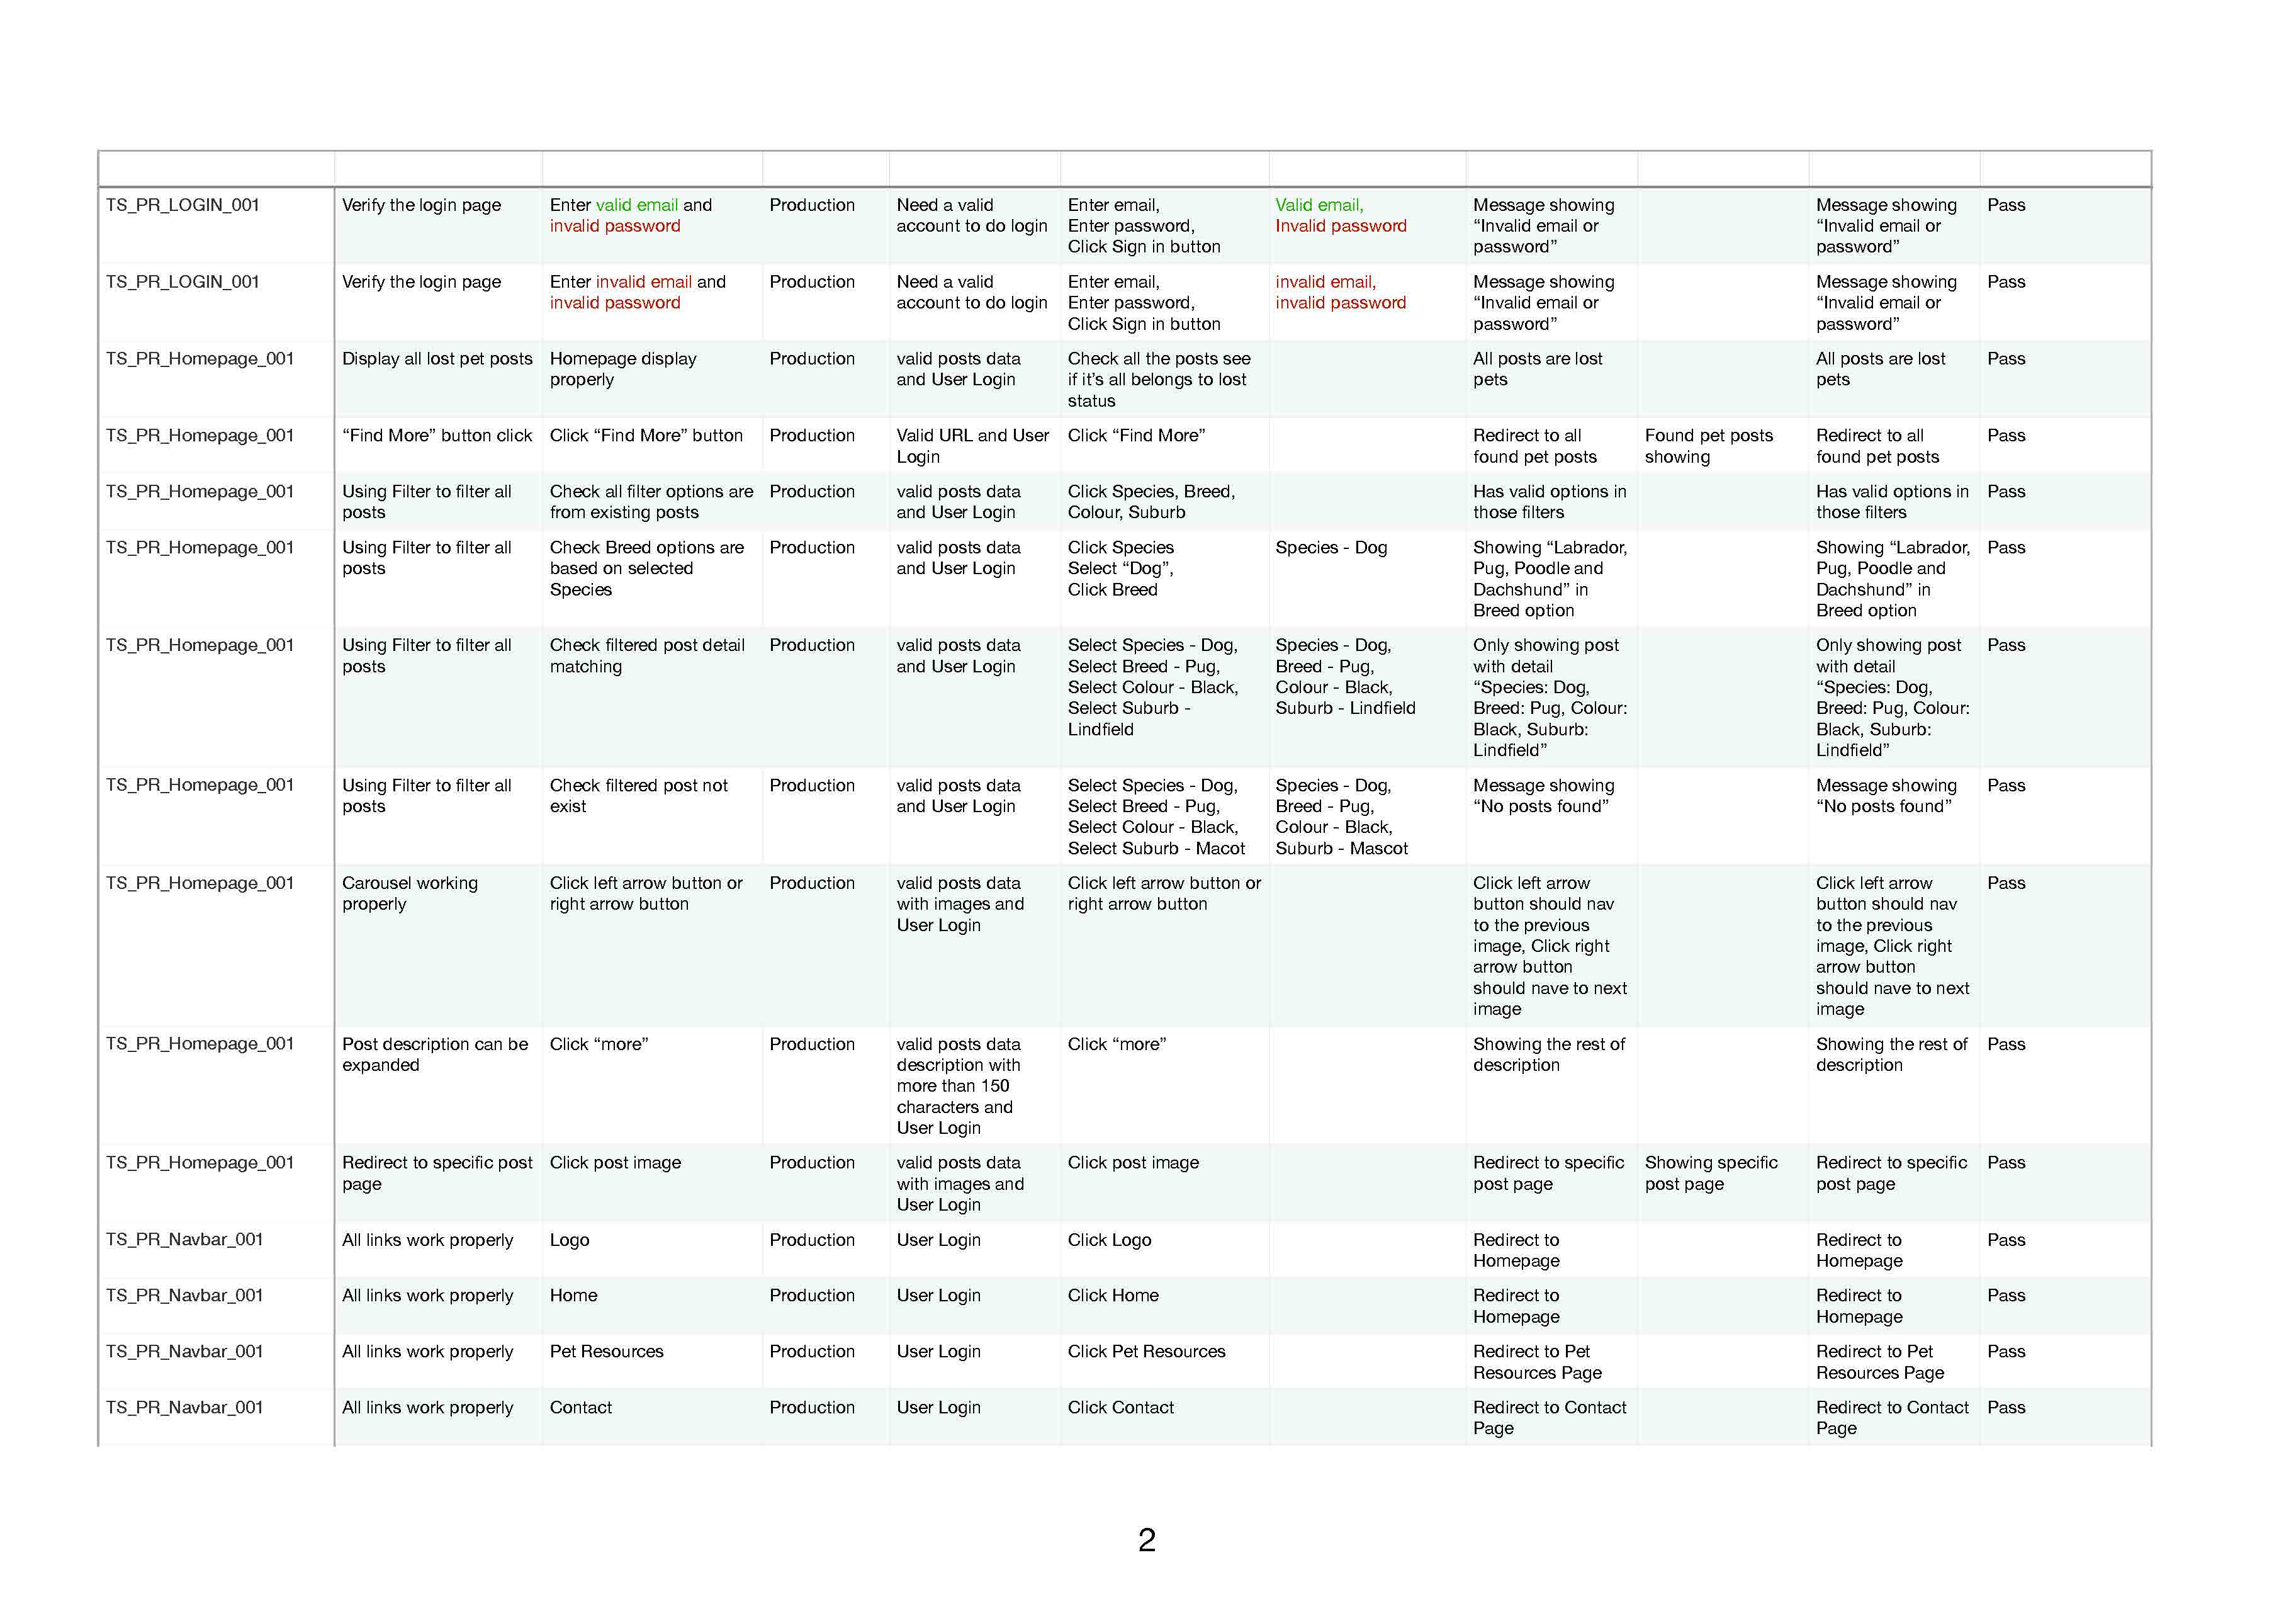 TS_PR_LOGIN_001 Verify the login page Enter valid email and Production Need a valid Enter email, Valid email, Message showing Message showing Pass
invalid password account to do login Enter password, Invalid password “Invalid email or “Invalid email or
Click Sign in button password” password”
TS_PR_LOGIN_001 Verify the login page Enter invalid email and Production Need a valid Enter email, invalid email, Message showing Message showing Pass
invalid password account to do login Enter password, invalid password “Invalid email or “Invalid email or
Click Sign in button password” password”
TS_PR_Homepage_001 Display all lost pet posts Homepage display Production valid posts data Check all the posts see All posts are lost All posts are lost Pass
properly and User Login if it’s all belongs to lost pets pets
status
TS_PR_Homepage_001 “Find More” button click Click “Find More” button Production Valid URL and User Click “Find More” Redirect to all Found pet posts Redirect to all Pass
Login found pet posts showing found pet posts
TS_PR_Homepage_001 Using Filter to filter all Check all filter options are Production valid posts data Click Species, Breed, Has valid options in Has valid options in Pass
posts from existing posts and User Login Colour, Suburb those filters those filters
TS_PR_Homepage_001 Using Filter to filter all Check Breed options are Production valid posts data Click Species Species - Dog Showing “Labrador, Showing “Labrador, Pass
posts based on selected and User Login Select “Dog”, Pug, Poodle and Pug, Poodle and
Species Click Breed Dachshund” in Dachshund” in
Breed option Breed option
TS_PR_Homepage_001 Using Filter to filter all Check filtered post detail Production valid posts data Select Species - Dog, Species - Dog, Only showing post Only showing post Pass
posts matching and User Login Select Breed - Pug, Breed - Pug, with detail with detail
Select Colour - Black, Colour - Black, “Species: Dog, “Species: Dog,
Select Suburb - Suburb - Lindfield Breed: Pug, Colour: Breed: Pug, Colour:
Lindfield Black, Suburb: Black, Suburb:
Lindfield” Lindfield”
TS_PR_Homepage_001 Using Filter to filter all Check filtered post not Production valid posts data Select Species - Dog, Species - Dog, Message showing Message showing Pass
posts exist and User Login Select Breed - Pug, Breed - Pug, “No posts found” “No posts found”
Select Colour - Black, Colour - Black,
Select Suburb - Macot Suburb - Mascot
TS_PR_Homepage_001 Carousel working Click left arrow button or Production valid posts data Click left arrow button or Click left arrow Click left arrow Pass
properly right arrow button with images and right arrow button button should nav button should nav
User Login to the previous to the previous
image, Click right image, Click right
arrow button arrow button
should nave to next should nave to next
image image
TS_PR_Homepage_001 Post description can be Click “more” Production valid posts data Click “more” Showing the rest of Showing the rest of Pass
expanded description with description description
more than 150
characters and
User Login
TS_PR_Homepage_001 Redirect to specific post Click post image Production valid posts data Click post image Redirect to specific Showing specific Redirect to specific Pass
page with images and post page post page post page
User Login
TS_PR_Navbar_001 All links work properly Logo Production User Login Click Logo Redirect to Redirect to Pass
Homepage Homepage
TS_PR_Navbar_001 All links work properly Home Production User Login Click Home Redirect to Redirect to Pass
Homepage Homepage
TS_PR_Navbar_001 All links work properly Pet Resources Production User Login Click Pet Resources Redirect to Pet Redirect to Pet Pass
Resources Page Resources Page
TS_PR_Navbar_001 All links work properly Contact Production User Login Click Contact Redirect to Contact Redirect to Contact Pass
Page Page
2